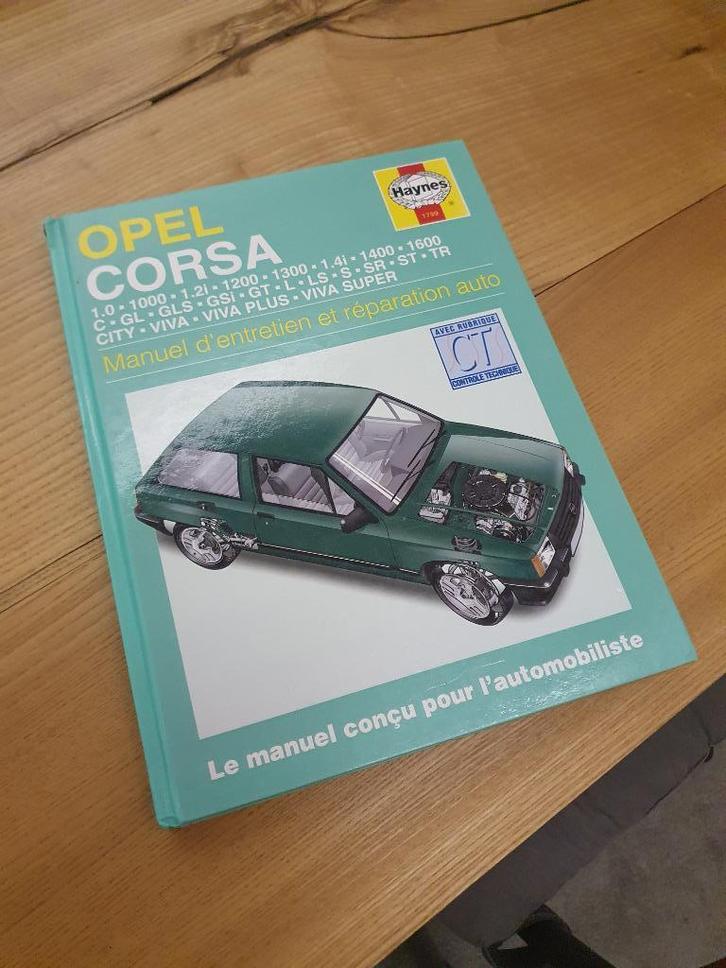 OPEL
CORSA
Haynes
1799
1.0 • 1000 • 1.2i • 1200 • 1300 • 1.4i • 1400 • 1600
C • GL • GLS • GSi • GT • L • LS • S • SR • ST • TR
CITY • VIVA • VIVA PLUS • VIVA SUPER
Manuel d'entretien et réparation auto
AVEC RUBRIQUE
CT
CONTROLE TECHNIQUE
Le manuel conçu pour l'automobiliste